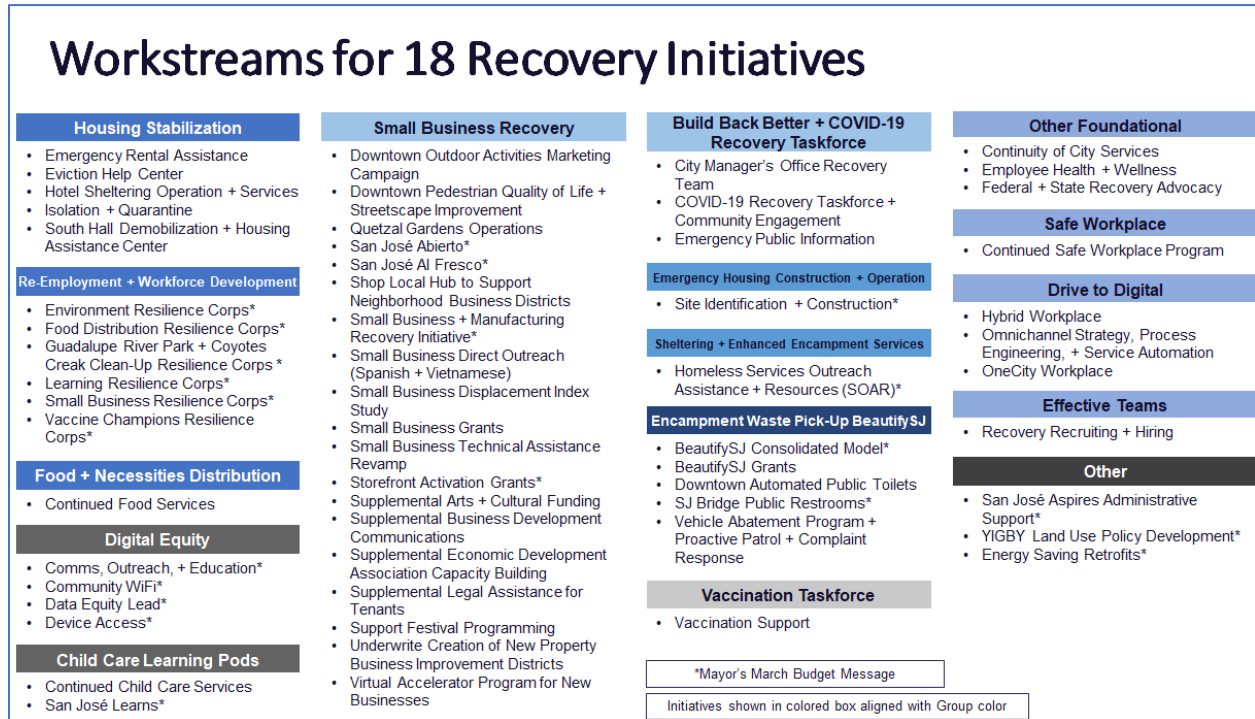 Workstreams for 18 Recovery Initiatives
Housing Stabilization
• Emergency Rental Assistance
• Eviction Help Center
• Hotel Sheltering Operation + Services
• Isolation + Quarantine
• South Hall Demobilization + Housing
Assistance Center
Re-Employment + Workforce Development
• Environment Resilience Corps*
• Food Distribution Resilience Corps*
• Guadalupe River Park + Coyotes
Creak Clean-Up Resilience Corps *
• Learning Resilience Corps*
• Small Business Resilience Corps*
• Vaccine Champions Resilience
Corps*
Food + Necessities Distribution
• Continued Food Services
Digital Equity
• Comms, Outreach, + Education*
• Community WiFi*
• Data Equity Lead*
• Device Access*
Child Care Learning Pods
• Continued Child Care Services
• San José Learns*
Small Business Recovery
• Downtown Outdoor Activities Marketing
Campaign
• Downtown Pedestrian Quality of Life +
Streetscape Improvement
• Quetzal Gardens Operations
• San José Abierto*
• San José Al Fresco*
• Shop Local Hub to Support
Neighborhood Business Districts
• Small Business + Manufacturing
Recovery Initiative*
• Small Business Direct Outreach
(Spanish + Vietnamese)
• Small Business Displacement Index
Study
• Small Business Grants
• Small Business Technical Assistance
Revamp
• Storefront Activation Grants*
• Supplemental Arts + Cultural Funding
• Supplemental Business Development
Communications
• Supplemental Economic Development
Association Capacity Building
• Supplemental Legal Assistance for
Tenants
• Support Festival Programming
• Underwrite Creation of New Property
Business Improvement Districts
• Virtual Accelerator Program for New
Businesses
Build Back Better + COVID-19
Recovery Taskforce
• City Manager's Office Recovery
Team
• COVID-19 Recovery Taskforce +
Community Engagement
• Emergency Public Information
Emergency Housing Construction + Operation
• Site Identification + Construction*
Sheltering + Enhanced Encampment Services
• Homeless Services Outreach
Assistance + Resources (SOAR)*
Encampment Waste Pick-Up BeautifySJ
• BeautifySJ Consolidated Model*
• BeautifySJ Grants
• Downtown Automated Public Toilets
• SJ Bridge Public Restrooms*
• Vehicle Abatement Program +
Proactive Patrol + Complaint
Response
Vaccination Taskforce
• Vaccination Support
*Mayor's March Budget Message
Initiatives shown in colored box aligned with Group color
Other Foundational
• Continuity of City Services
• Employee Health + Wellness
• Federal + State Recovery Advocacy
Safe Workplace
• Continued Safe Workplace Program
Drive to Digital
• Hybrid Workplace
• Omnichannel Strategy, Process
Engineering, + Service Automation
• OneCity Workplace
Effective Teams
• Recovery Recruiting + Hiring
Other
• San José Aspires Administrative
Support*
• YIGBY Land Use Policy Development*
• Energy Saving Retrofits*